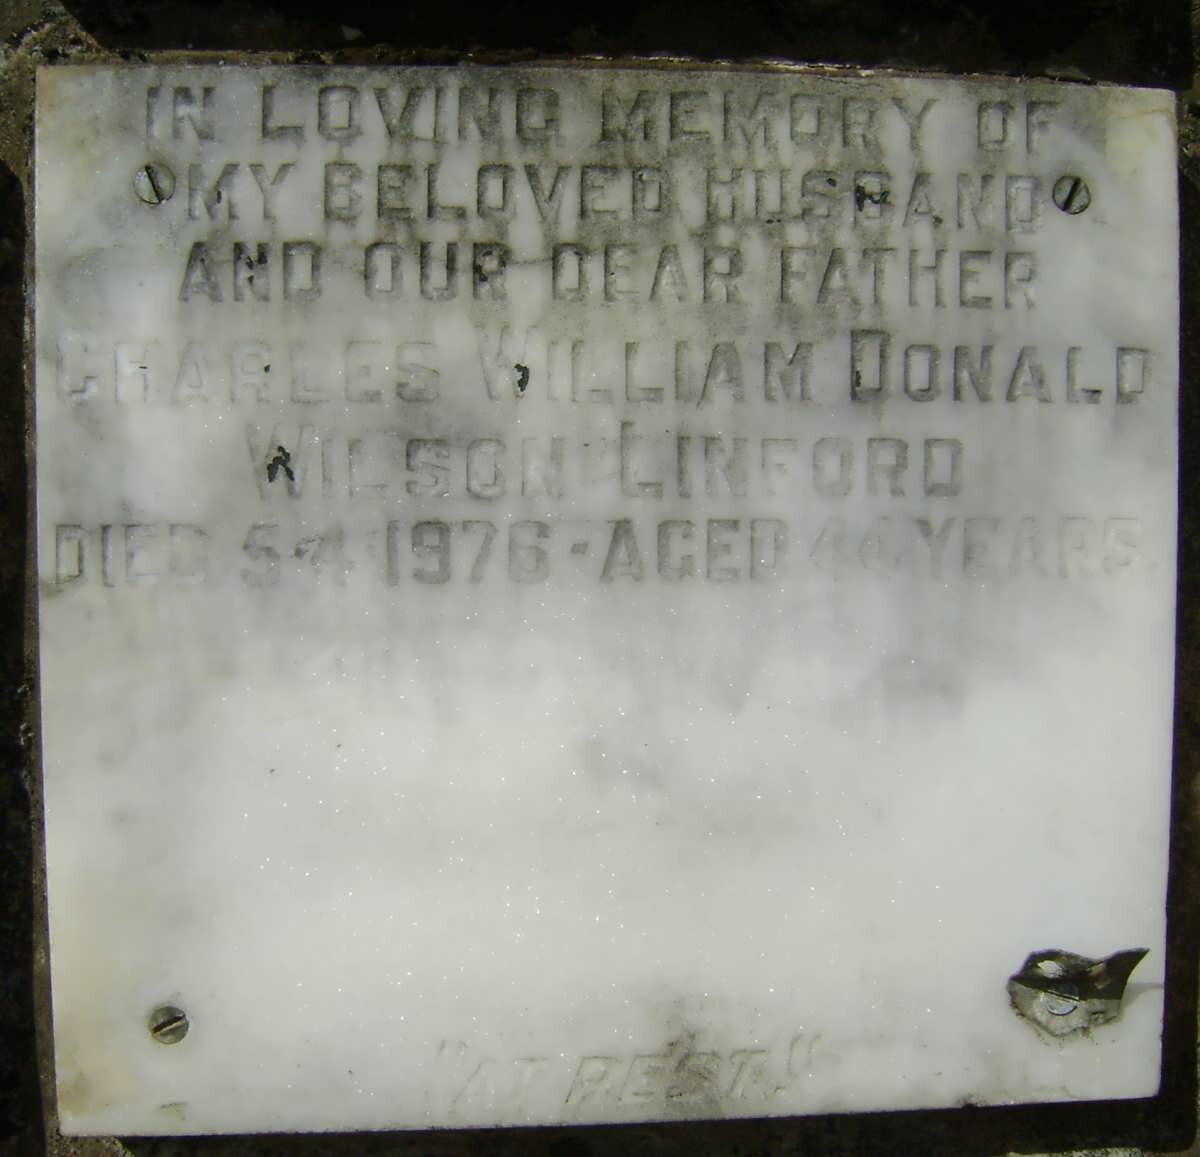 IN LOVING MEMORY OF
MY BELOVED HUSBAND
AND OUR DEAR FATHER
CHARLES WILLIAM DONALD
WILSON LINFORD
DIED 5·4·1976 - AGED 44 YEARS.
"AT REST."